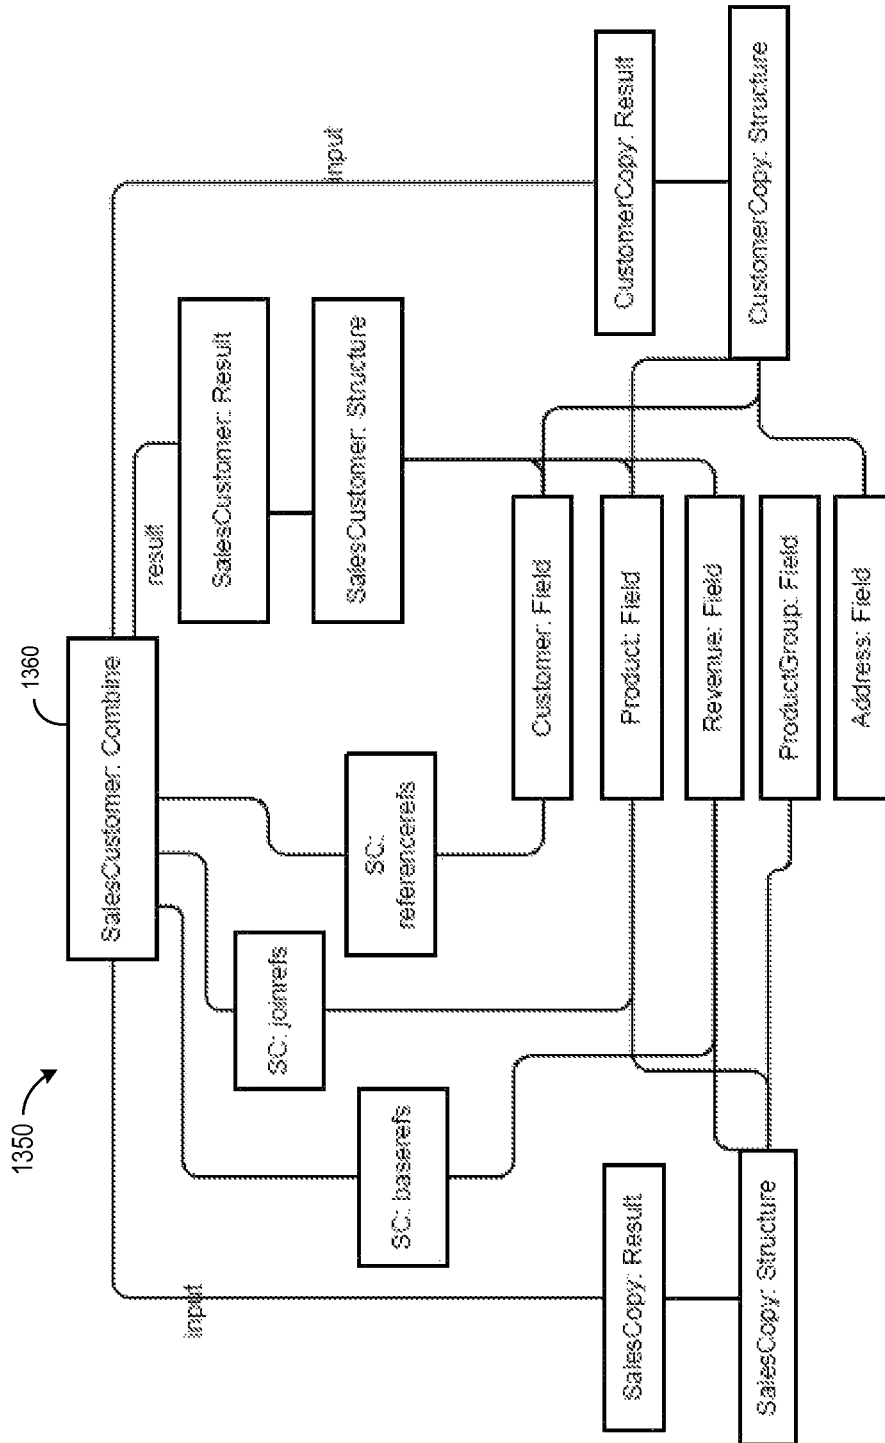 1350
1360
SalesCustomer: Combine
input
result
input
SC: joinrefs
SalesCustomer: Result
SC: baserefs
SC:
referencerefs
SalesCustomer: Structure
Customer: Field
SalesCopy: Result
Product: Field
CustomerCopy: Result
SalesCopy: Structure
Revenue: Field
CustomerCopy: Structure
ProductGroup: Field
Address: Field